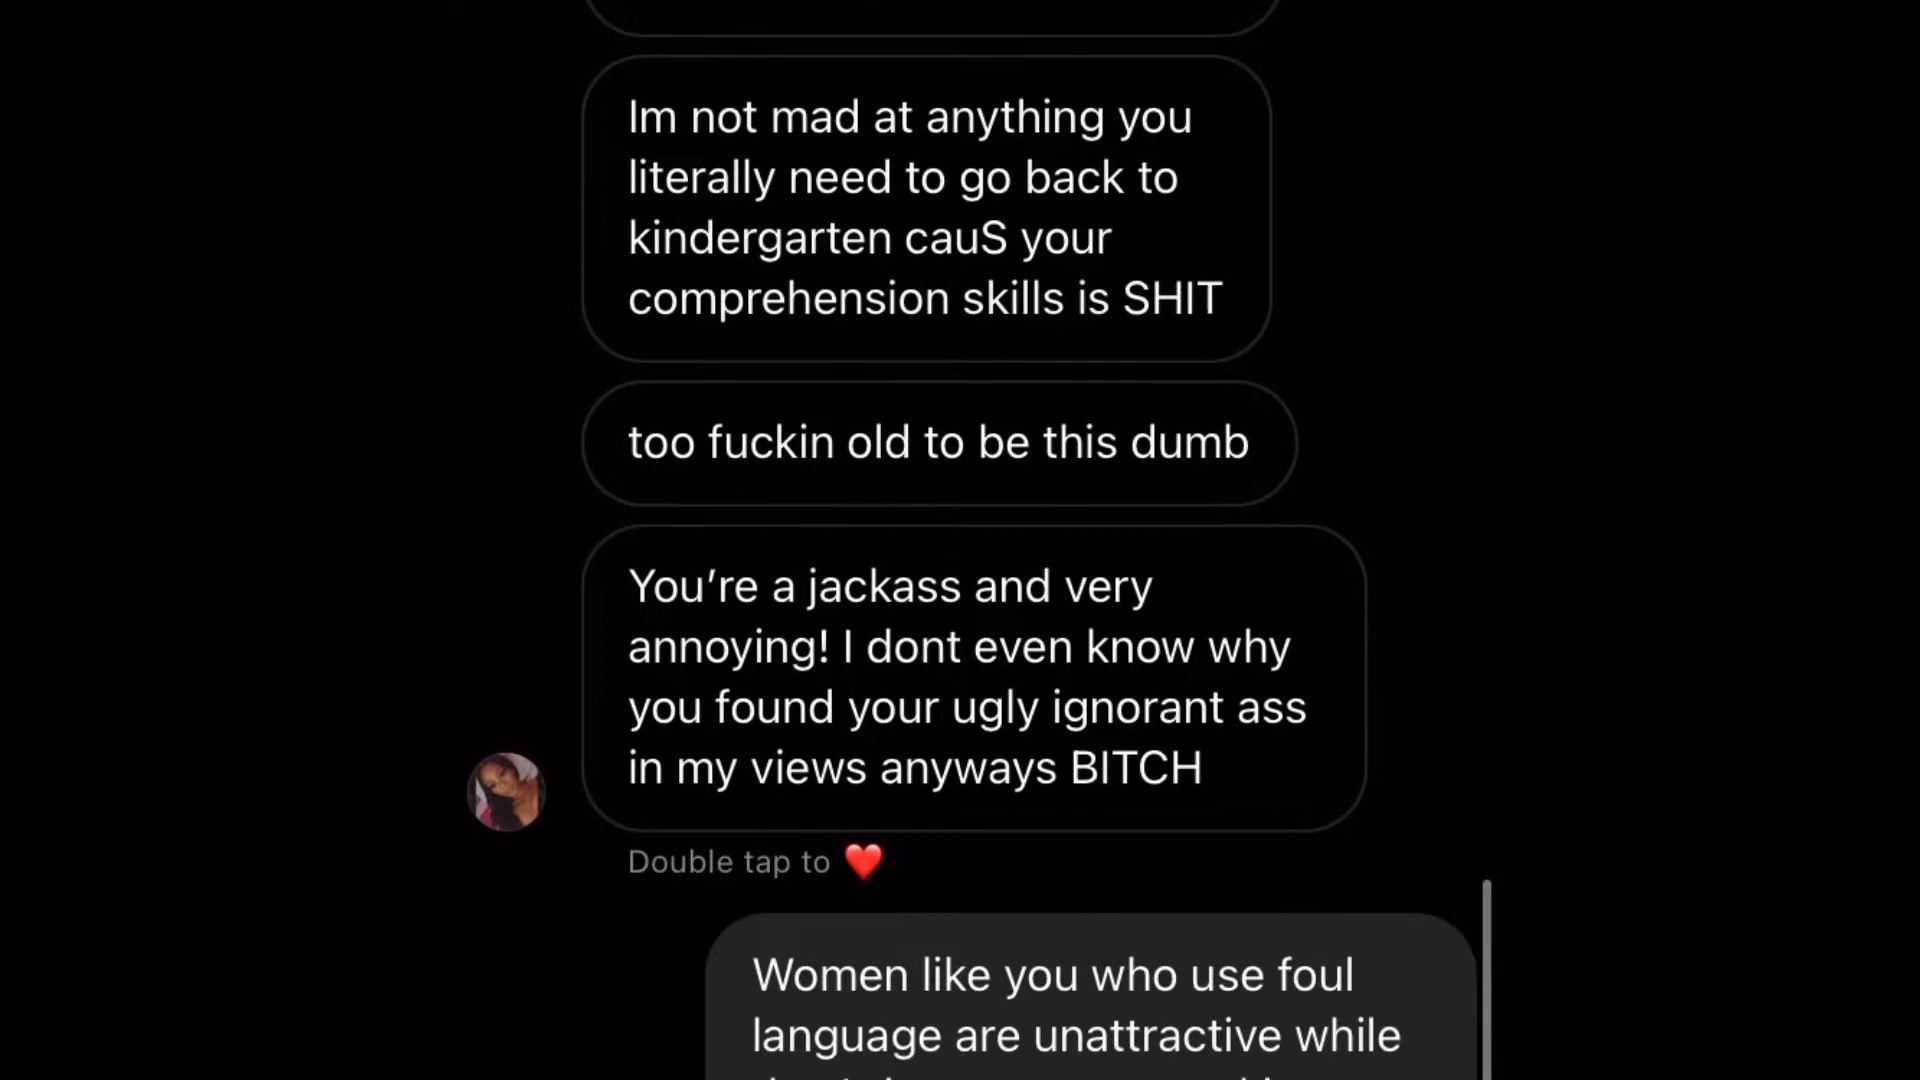 Im not mad at anything you
literally need to go back to
kindergarten cauS your
comprehension skills is SHIT
too fuckin old to be this dumb
You’re a jackass and very
annoying! I dont even know why
you found your ugly ignorant ass
in my views anyways BITCH
Double tap to ❤️
Women like you who use foul
language are unattractive while